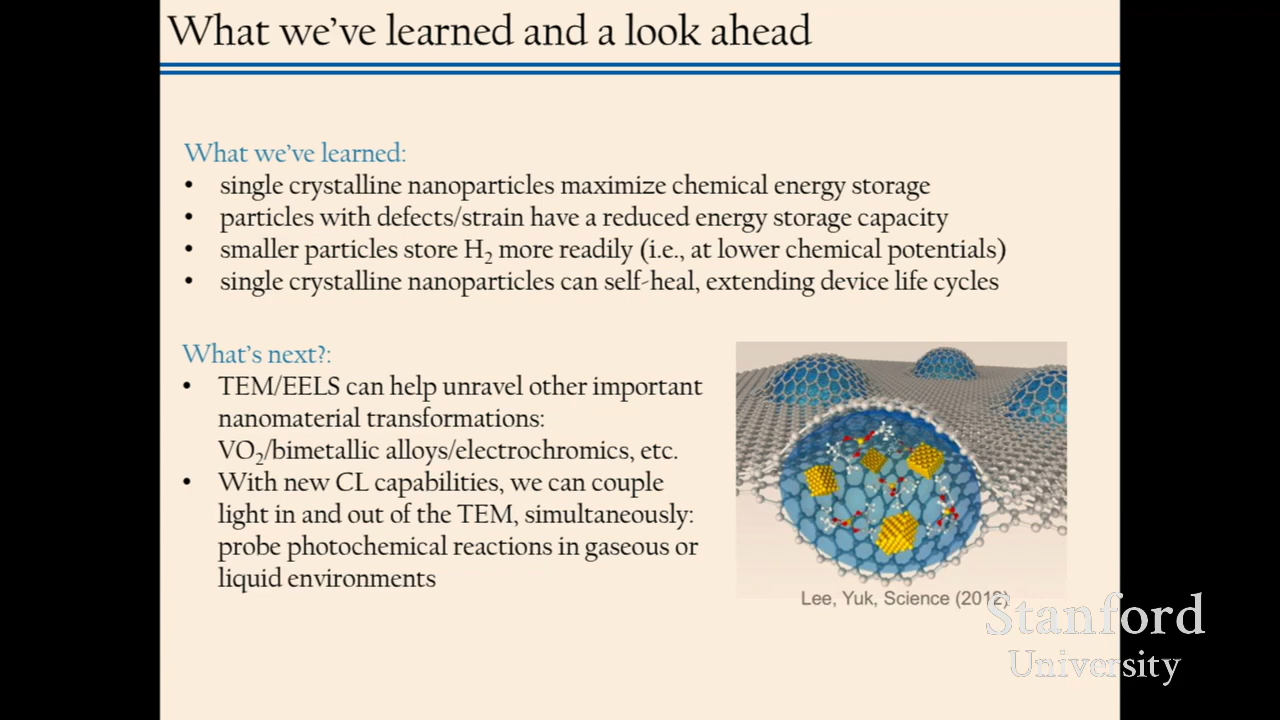 What we've learned and a look ahead
What we've learned:
• single crystalline nanoparticles maximize chemical energy storage
• particles with defects/strain have a reduced energy storage capacity
• smaller particles store H₂ more readily (i.e., at lower chemical potentials)
• single crystalline nanoparticles can self-heal, extending device life cycles
What's next?:
• TEM/EELS can help unravel other important
nanomaterial transformations:
VO₂/bimetallic alloys/electrochromics, etc.
• With new CL capabilities, we can couple
light in and out of the TEM, simultaneously:
probe photochemical reactions in gaseous or
liquid environments
Lee, Yuk, Science (2012)
Stanford
University